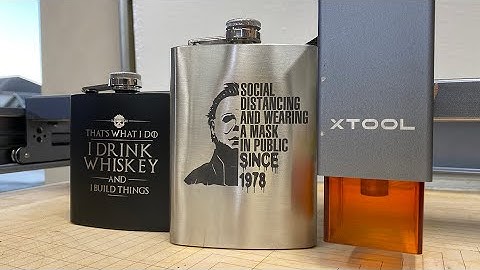 THAT'S WHAT I DO
I DRINK
WHISKEY
AND
I BUILD THINGS
SOCIAL
DISTANCING
AND WEARING
A MASK
IN PUBLIC
SINCE
1978
XTOOL